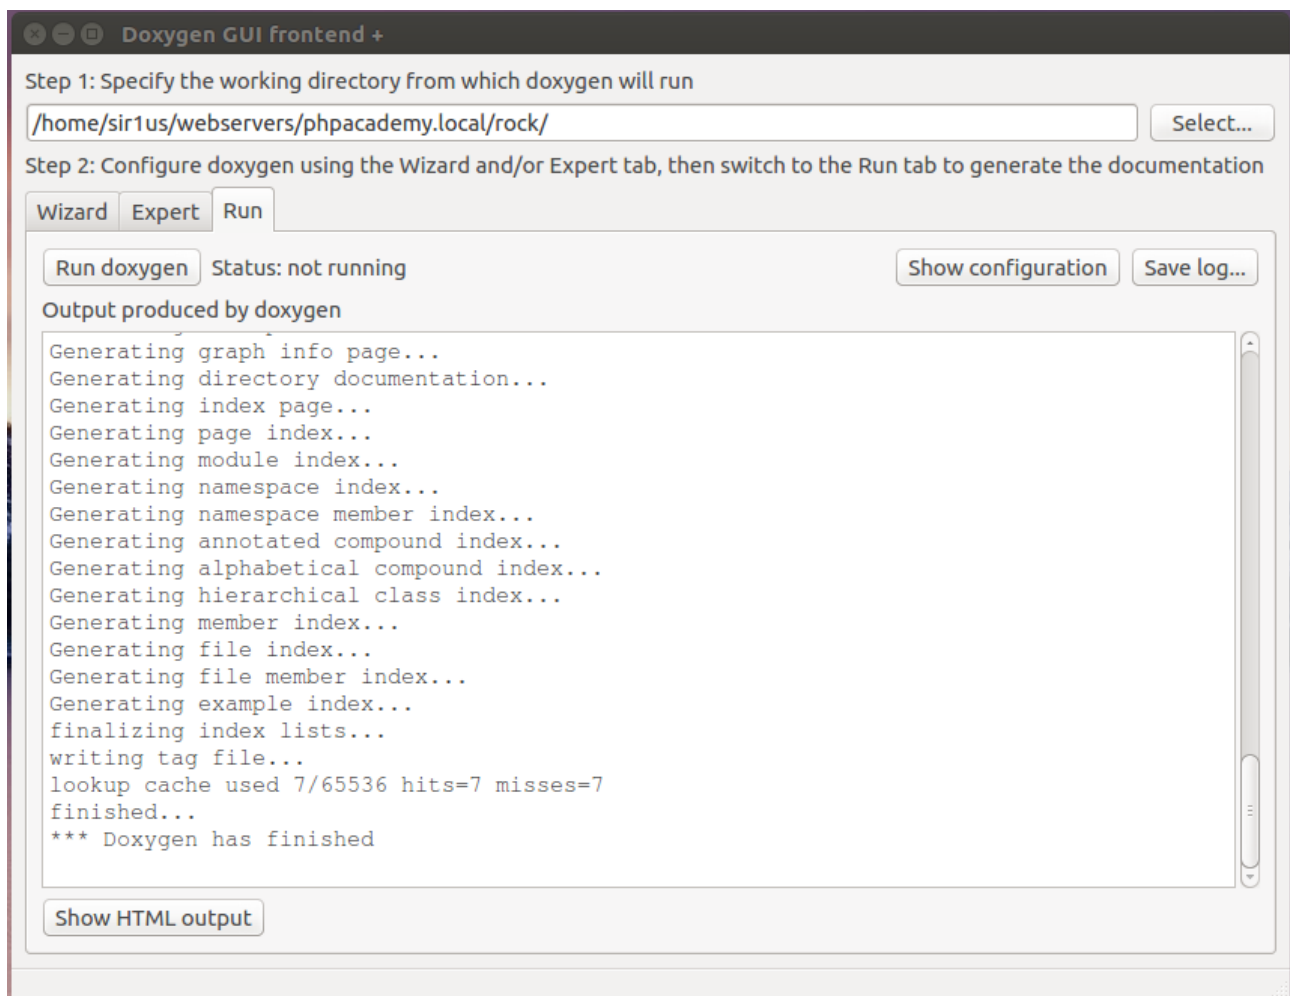 Doxygen GUI frontend +
Step 1: Specify the working directory from which doxygen will run
/home/sir1us/webservers/phpacademy.local/rock/
Select...
Step 2: Configure doxygen using the Wizard and/or Expert tab, then switch to the Run tab to generate the documentation
Wizard Expert Run
Run doxygen Status: not running Show configuration Save log...
Output produced by doxygen
Generating graph info page...
Generating directory documentation...
Generating index page...
Generating page index...
Generating module index...
Generating namespace index...
Generating namespace member index...
Generating annotated compound index...
Generating alphabetical compound index...
Generating hierarchical class index...
Generating member index...
Generating file index...
Generating file member index...
Generating example index...
finalizing index lists...
writing tag file...
lookup cache used 7/65536 hits=7 misses=7
finished...
*** Doxygen has finished
Show HTML output